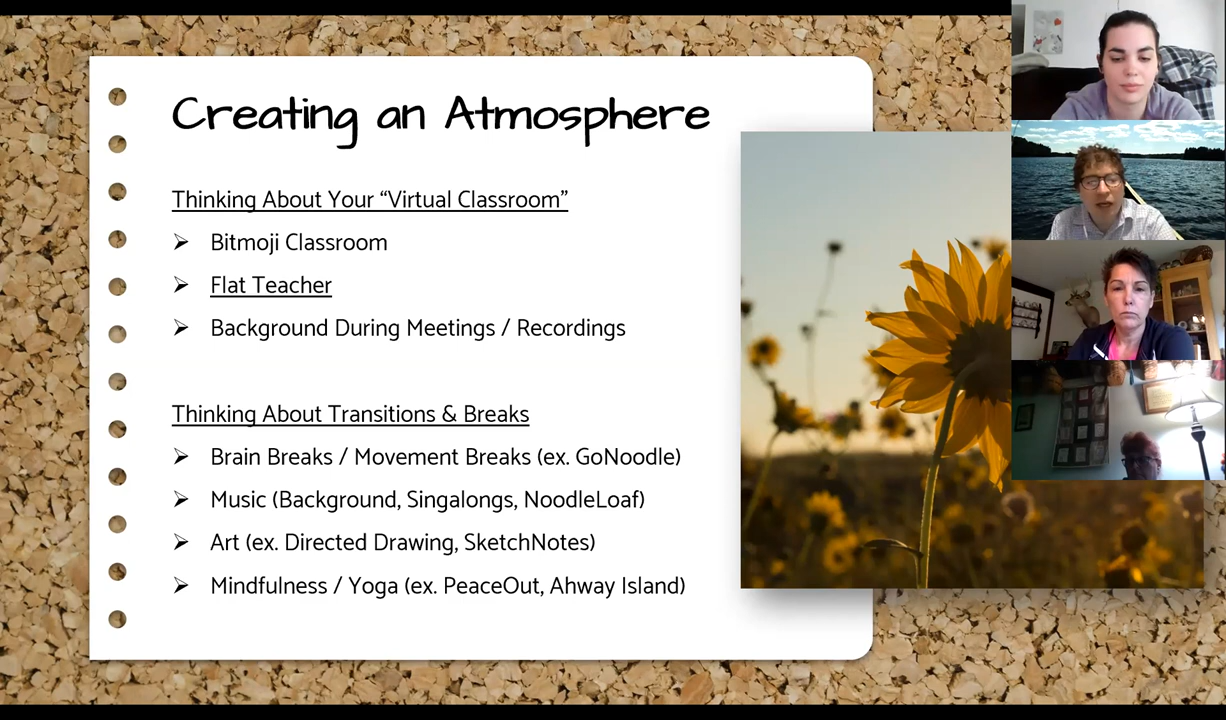 Creating an Atmosphere
Thinking About Your “Virtual Classroom”
➢ Bitmoji Classroom
➢ Flat Teacher
➢ Background During Meetings / Recordings
Thinking About Transitions & Breaks
➢ Brain Breaks / Movement Breaks (ex. GoNoodle)
➢ Music (Background, Singalongs, NoodleLoaf)
➢ Art (ex. Directed Drawing, SketchNotes)
➢ Mindfulness / Yoga (ex. PeaceOut, Ahway Island)